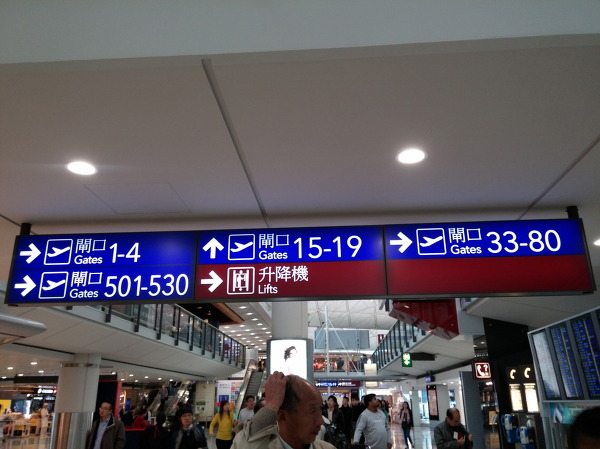 閘口 1-4
Gates
閘口 501-530
Gates
閘口 15-19
Gates
升降機
Lifts
閘口 33-80
Gates